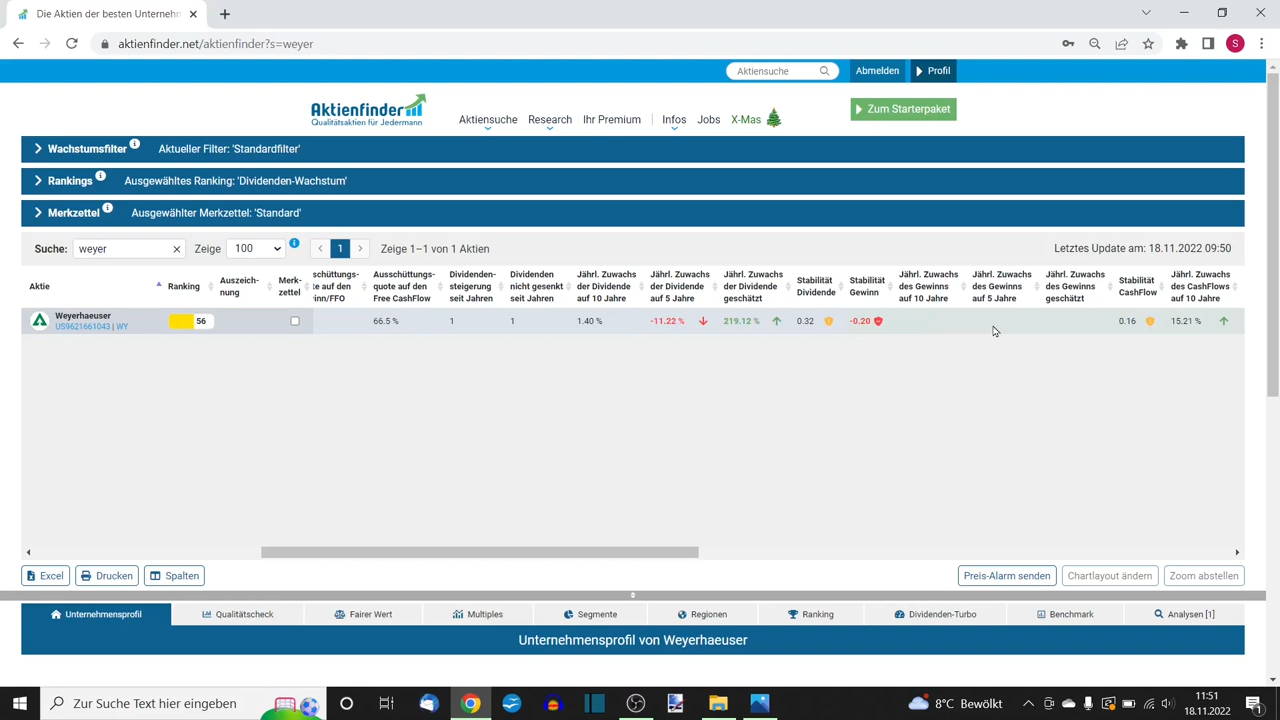 Die Aktien der besten Unternehm
aktienfinder.net/aktienfinder?s=weyer
S
Aktiensuche
Abmelden
Profil
Aktienfinder
Qualitätsaktien für Jedermann
Aktiensuche
Research
Ihr Premium
Infos
Jobs
X-Mas
Zum Starterpaket
Wachstumsfilter
Aktueller Filter: 'Standardfilter'
Rankings
Ausgewähltes Ranking: 'Dividenden-Wachstum'
Merkzettel
Ausgewählter Merkzettel: 'Standard'
Suche: weyer
Zeige 100
1
Zeige 1–1 von 1 Aktien
Letztes Update am: 18.11.2022 09:50
Aktie
Ranking
Auszeich-
nung
Merk-
zettel
schüttungs-
te auf den
inn/FFO
Ausschüttungs-
quote auf den
Free CashFlow
Dividenden-
steigerung
seit Jahren
Dividenden
nicht gesenkt
seit Jahren
Jährl. Zuwachs
der Dividende
auf 10 Jahre
Jährl. Zuwachs
der Dividende
auf 5 Jahre
Jährl. Zuwachs
der Dividende
geschätzt
Stabilität
Dividende
Stabilität
Gewinn
Jährl. Zuwachs
des Gewinns
auf 10 Jahre
Jährl. Zuwachs
des Gewinns
auf 5 Jahre
Jährl. Zuwachs
des Gewinns
geschätzt
Stabilität
CashFlow
Jährl. Zuwachs
des CashFlows
auf 10 Jahre
Weyerhaeuser
US9621661043 | WY
56
66.5 %
1
1
1.40 %
-11.22 %
219.12 %
0.32
-0.20
0.16
15.21 %
Excel
Drucken
Spalten
Preis-Alarm senden
Chartlayout ändern
Zoom abstellen
Unternehmensprofil
Qualitätscheck
Fairer Wert
Multiples
Segmente
Regionen
Ranking
Dividenden-Turbo
Benchmark
Analysen [1]
Unternehmensprofil von Weyerhaeuser
Zur Suche Text hier eingeben
8°C Bewölkt
11:51
18.11.2022
1